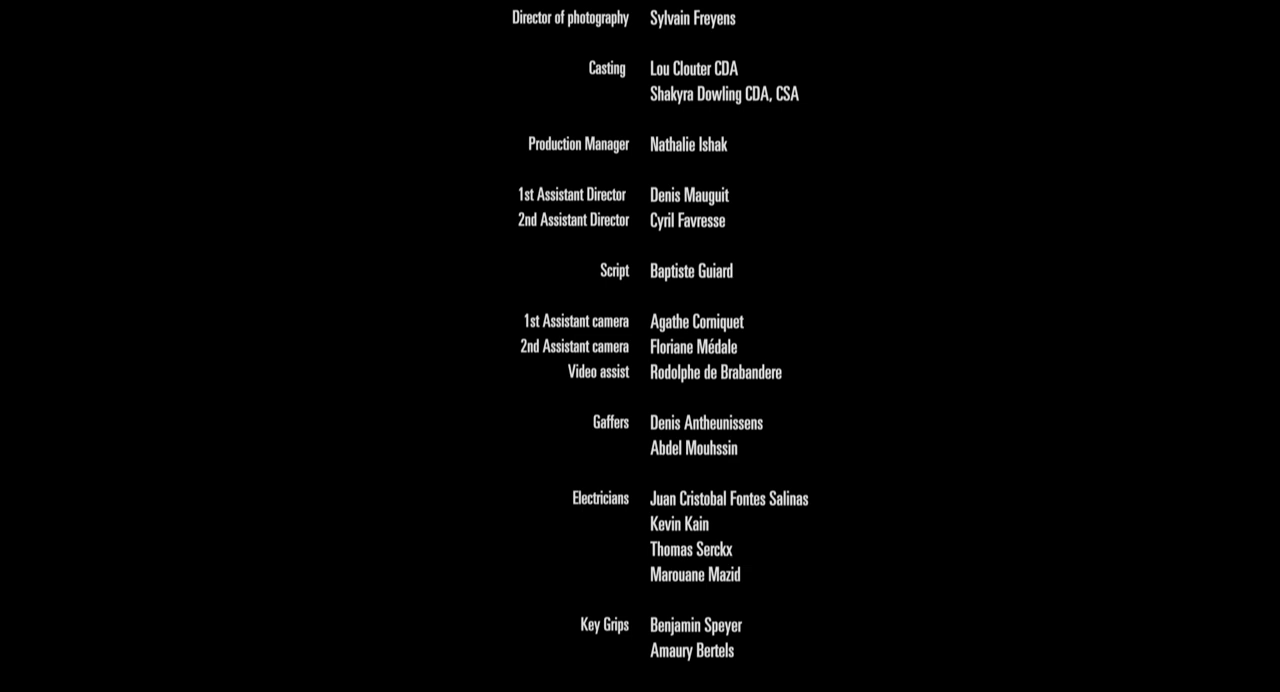 Director of photography Sylvain Freyens
Casting Lou Clouter CDA
Shakyra Dowling CDA, CSA
Production Manager Nathalie Ishak
1st Assistant Director Denis Mauguit
2nd Assistant Director Cyril Favresse
Script Baptiste Guiard
1st Assistant camera Agathe Corniquet
2nd Assistant camera Floriane Médale
Video assist Rodolphe de Brabandere
Gaffers Denis Antheunissens
Abdel Mouhssin
Electricians Juan Cristobal Fontes Salinas
Kevin Kain
Thomas Serckx
Marouane Mazid
Key Grips Benjamin Speyer
Amaury Bertels